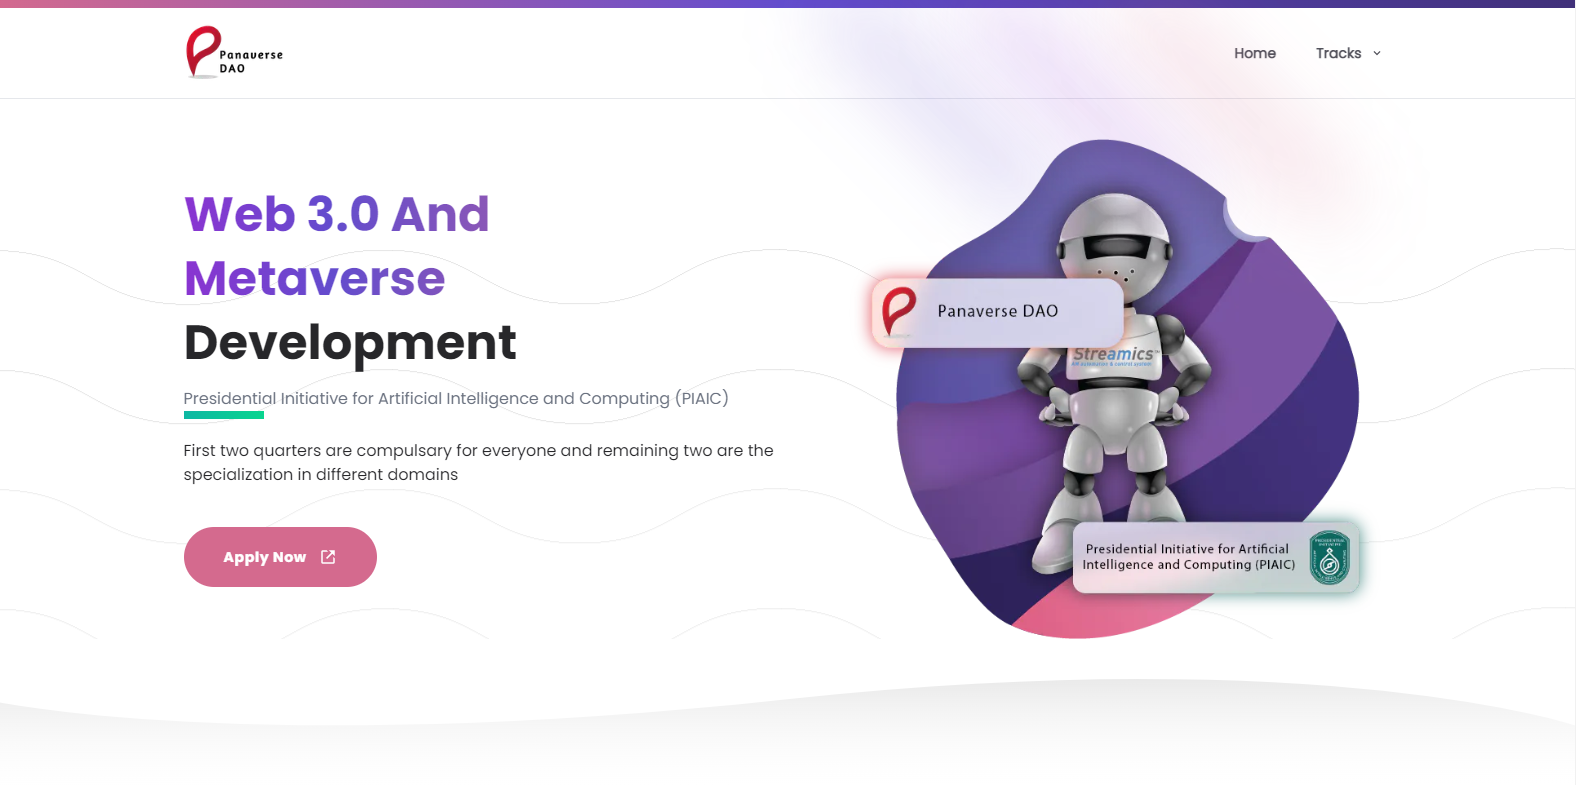 Panaverse
DAO
Home
Tracks
Web 3.0 And
Metaverse
Development
Presidential Initiative for Artificial Intelligence and Computing (PIAIC)
First two quarters are compulsary for everyone and remaining two are the
specialization in different domains
Apply Now
Panaverse DAO
Streamics
Presidential Initiative for Artificial
Intelligence and Computing (PIAIC)
PRESIDENTIAL
INITIATIVE